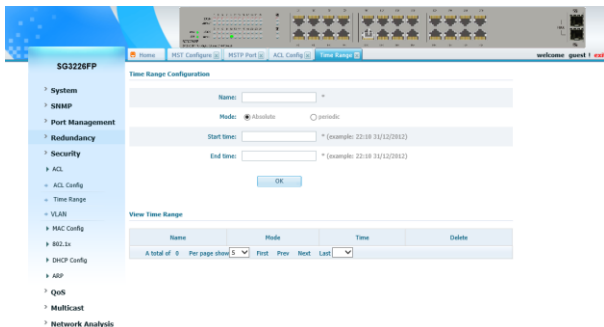 SG3226FP
Home MST Configure MSTP Port ACL Config Time Range welcome guest ! exit
System
SNMP
Port Management
Redundancy
Security
ACL
ACL Config
Time Range
VLAN
MAC Config
802.1x
DHCP Config
ARP
QoS
Multicast
Network Analysis
Time Range Configuration
Name: *
Mode: Absolute periodic
Start time: * (example: 22:10 31/12/2012)
End time: * (example: 22:10 31/12/2012)
OK
View Time Range
Name Mode Time Delete
A total of 0 Per page show 5 First Prev Next Last